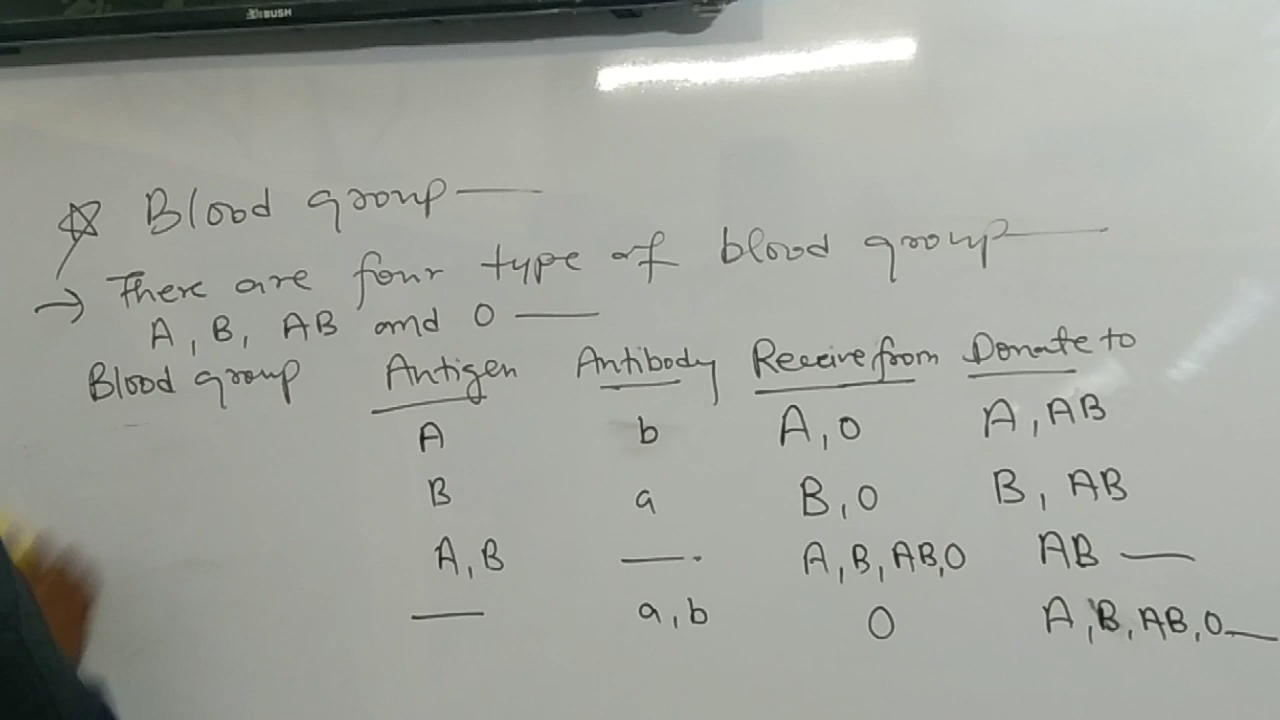 BUSH
☆ Blood group —
→ There are four type of blood group —
A, B, AB and O —
Blood group Antigen Antibody Receive from Donate to
A b A, O A, AB
B a B, O B, AB
A, B — A, B, AB, O AB —
— a, b O A, B, AB, O —